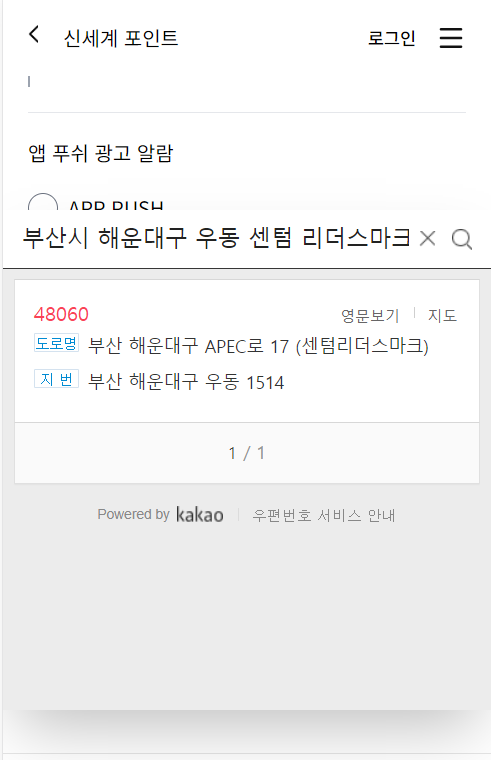 신세계 포인트 로그인
앱 푸쉬 광고 알람
APP PUSH
부산시 해운대구 우동 센텀 리더스마크
48060 영문보기 지도
도로명 부산 해운대구 APEC로 17 (센텀리더스마크)
지 번 부산 해운대구 우동 1514
1 / 1
Powered by kakao 우편번호 서비스 안내